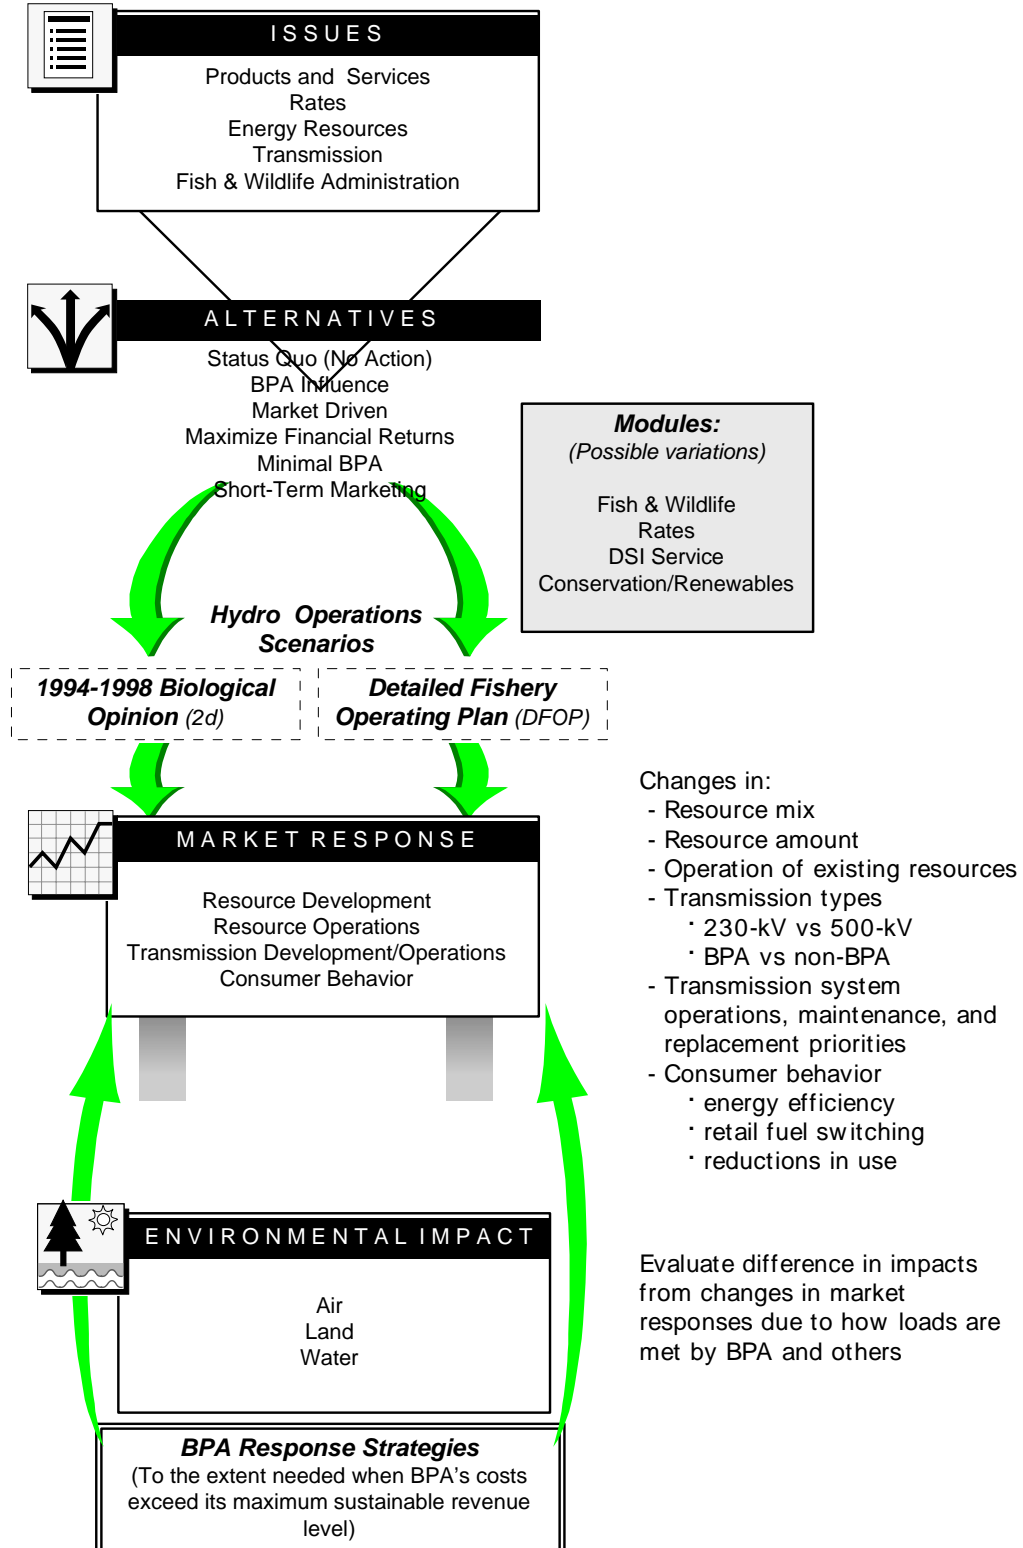 ISSUES
Products and Services
Rates
Energy Resources
Transmission
Fish & Wildlife Administration
ALTERNATIVES
Status Quo (No Action)
BPA Influence
Market Driven
Maximize Financial Returns
Minimal BPA
Short-Term Marketing
Modules:
(Possible variations)
Fish & Wildlife
Rates
DSI Service
Conservation/Renewables
Hydro Operations
Scenarios
1994-1998 Biological
Opinion (2d)
Detailed Fishery
Operating Plan (DFOP)
MARKET RESPONSE
Resource Development
Resource Operations
Transmission Development/Operations
Consumer Behavior
Changes in:
- Resource mix
- Resource amount
- Operation of existing resources
- Transmission types
· 230-kV vs 500-kV
· BPA vs non-BPA
- Transmission system
operations, maintenance, and
replacement priorities
- Consumer behavior
· energy efficiency
· retail fuel switching
· reductions in use
ENVIRONMENTAL IMPACT
Air
Land
Water
Evaluate difference in impacts
from changes in market
responses due to how loads are
met by BPA and others
BPA Response Strategies
(To the extent needed when BPA's costs
exceed its maximum sustainable revenue
level)